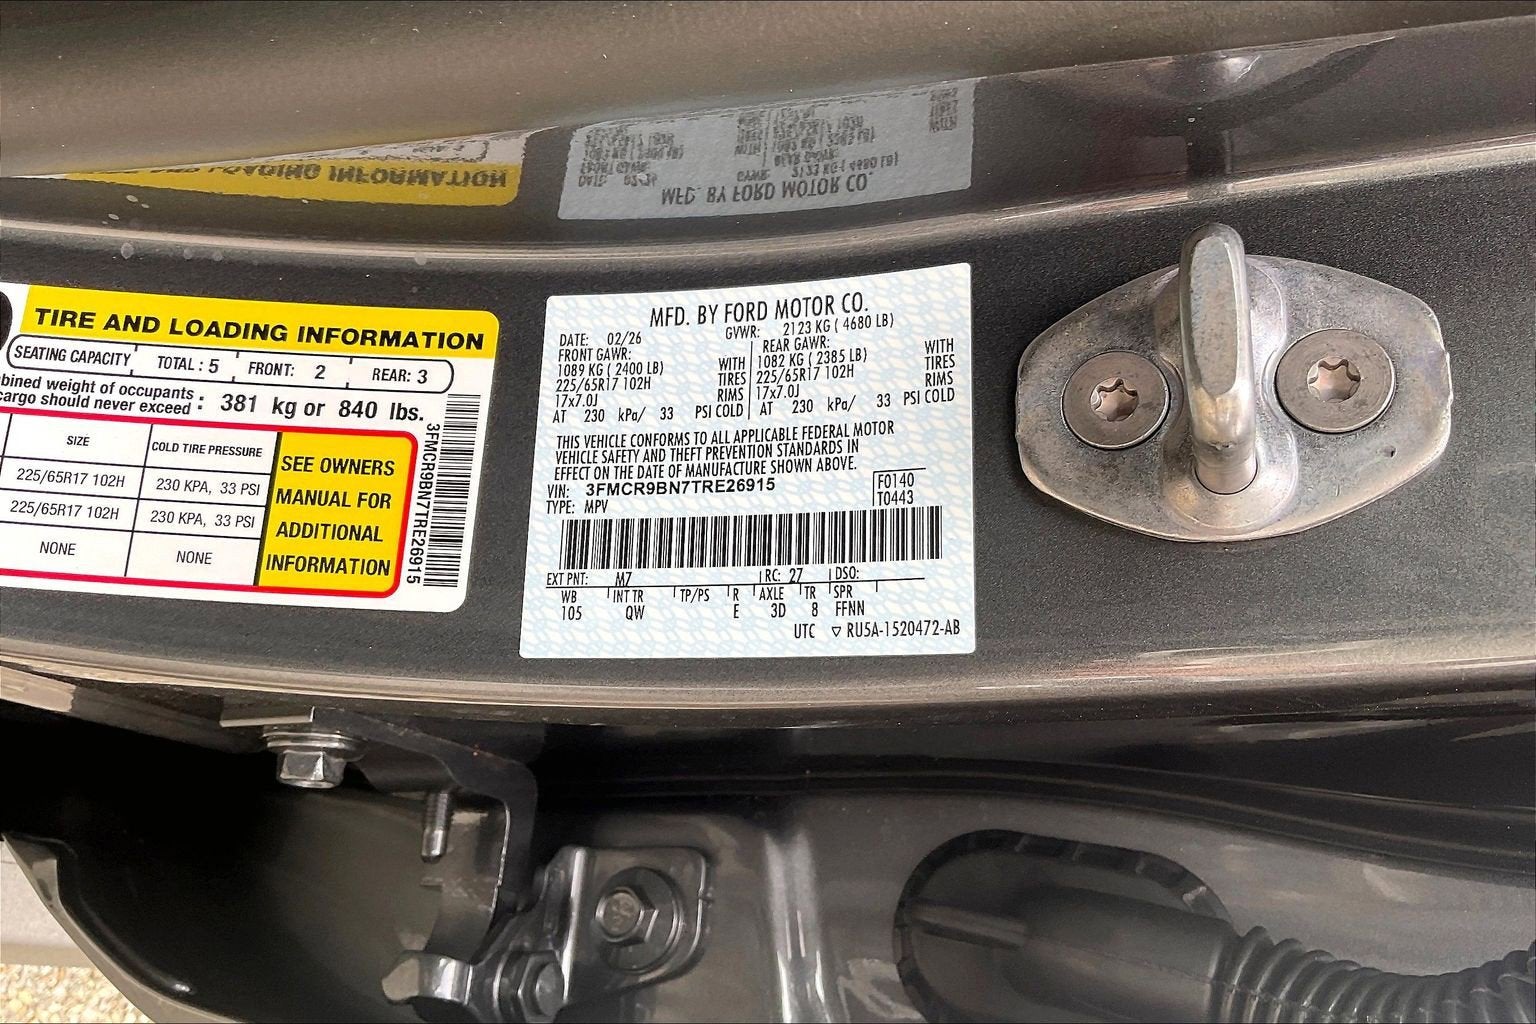 TIRE AND LOADING INFORMATION
SEATING CAPACITY TOTAL : 5 FRONT: 2 REAR: 3
bined weight of occupants
cargo should never exceed : 381 kg or 840 lbs.
SIZE COLD TIRE PRESSURE
225/65R17 102H 230 KPA, 33 PSI
225/65R17 102H 230 KPA, 33 PSI
NONE NONE
SEE OWNERS
MANUAL FOR
ADDITIONAL
INFORMATION
3FMCR9BN7TRE26915
MFD. BY FORD MOTOR CO.
DATE: 02/26 GVWR: 2123 KG ( 4680 LB)
FRONT GAWR: REAR GAWR:
1089 KG ( 2400 LB) WITH 1082 KG ( 2385 LB) WITH
225/65R17 102H TIRES 225/65R17 102H TIRES
17x7.0J RIMS 17x7.0J RIMS
AT 230 kPa/ 33 PSI COLD AT 230 kPa/ 33 PSI COLD
THIS VEHICLE CONFORMS TO ALL APPLICABLE FEDERAL MOTOR
VEHICLE SAFETY AND THEFT PREVENTION STANDARDS IN
EFFECT ON THE DATE OF MANUFACTURE SHOWN ABOVE.
VIN: 3FMCR9BN7TRE26915 F0140
TYPE: MPV T0443
EXT PNT: M7 RC: 27 DSO:
WB INT TR TP/PS R AXLE TR SPR
105 QW E 3D 8 FFNN
UTC ▽ RU5A-1520472-AB